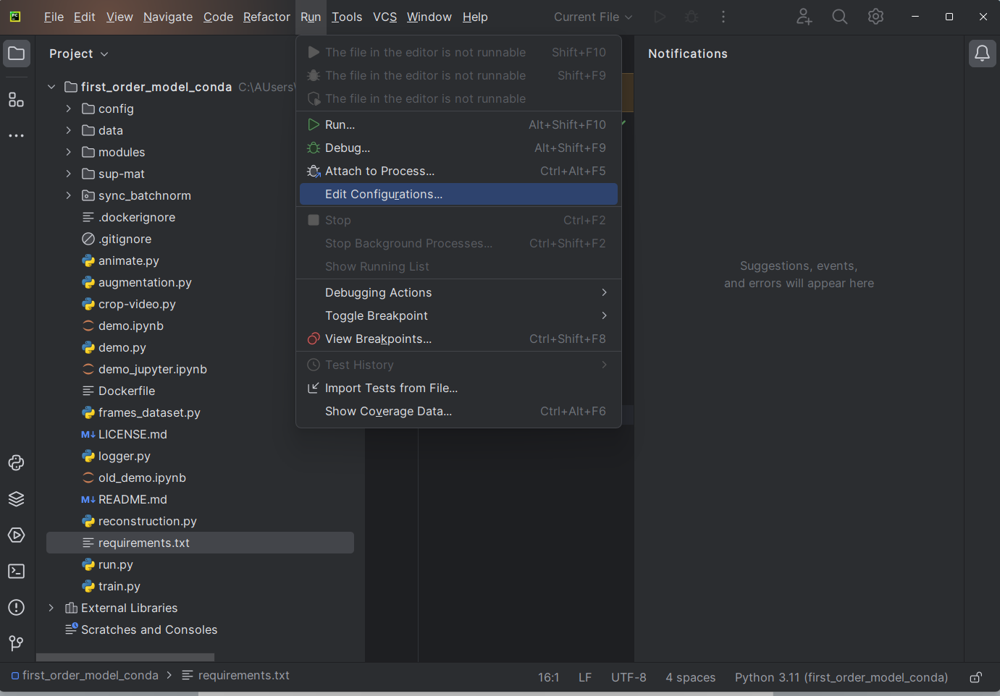 PC
File Edit View Navigate Code Refactor Run Tools VCS Window Help Current File
Project
first_order_model_conda C:\AUsers\
config
data
modules
sup-mat
sync_batchnorm
.dockerignore
.gitignore
animate.py
augmentation.py
crop-video.py
demo.ipynb
demo.py
demo_jupyter.ipynb
Dockerfile
frames_dataset.py
M↓ LICENSE.md
logger.py
old_demo.ipynb
M↓ README.md
reconstruction.py
requirements.txt
run.py
train.py
External Libraries
Scratches and Consoles
The file in the editor is not runnable Shift+F10
The file in the editor is not runnable Shift+F9
The file in the editor is not runnable
Run... Alt+Shift+F10
Debug... Alt+Shift+F9
Attach to Process... Ctrl+Alt+F5
Edit Configurations...
Stop Ctrl+F2
Stop Background Processes... Ctrl+Shift+F2
Show Running List
Debugging Actions
Toggle Breakpoint
View Breakpoints... Ctrl+Shift+F8
Test History
Import Tests from File...
Show Coverage Data... Ctrl+Alt+F6
Notifications
Suggestions, events,
and errors will appear here
first_order_model_conda > requirements.txt
16:1 LF UTF-8 4 spaces Python 3.11 (first_order_model_conda)